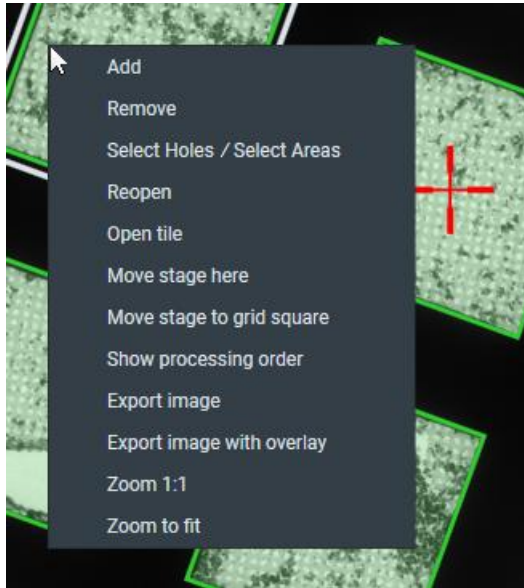 Add
Remove
Select Holes / Select Areas
Reopen
Open tile
Move stage here
Move stage to grid square
Show processing order
Export image
Export image with overlay
Zoom 1:1
Zoom to fit